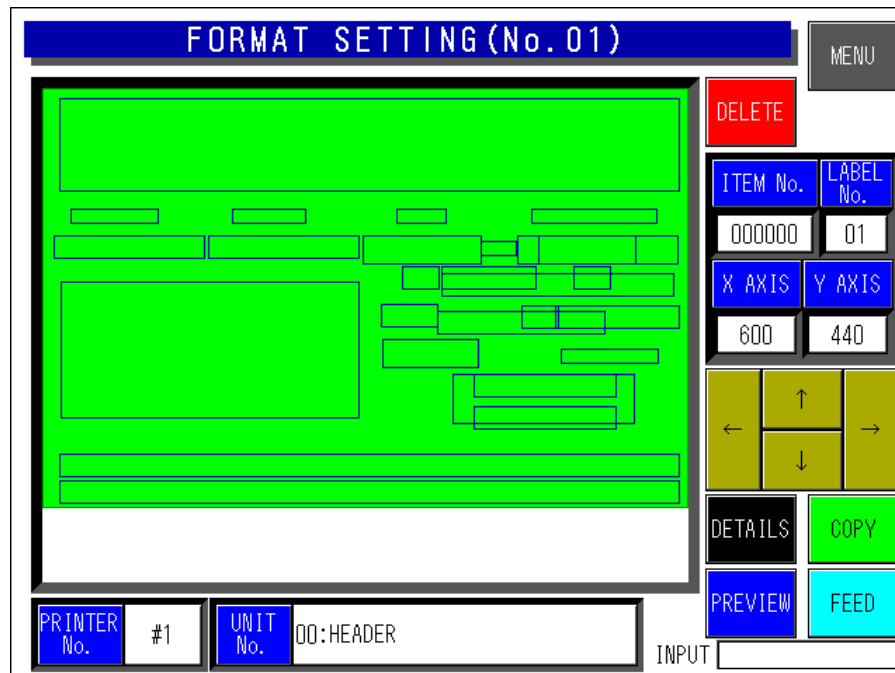 FORMAT SETTING(No.01)
MENU
DELETE
ITEM No.
LABEL No.
000000
01
X AXIS
Y AXIS
600
440
←
↑
↓
→
DETAILS
COPY
PREVIEW
FEED
PRINTER No.
#1
UNIT No.
00:HEADER
INPUT